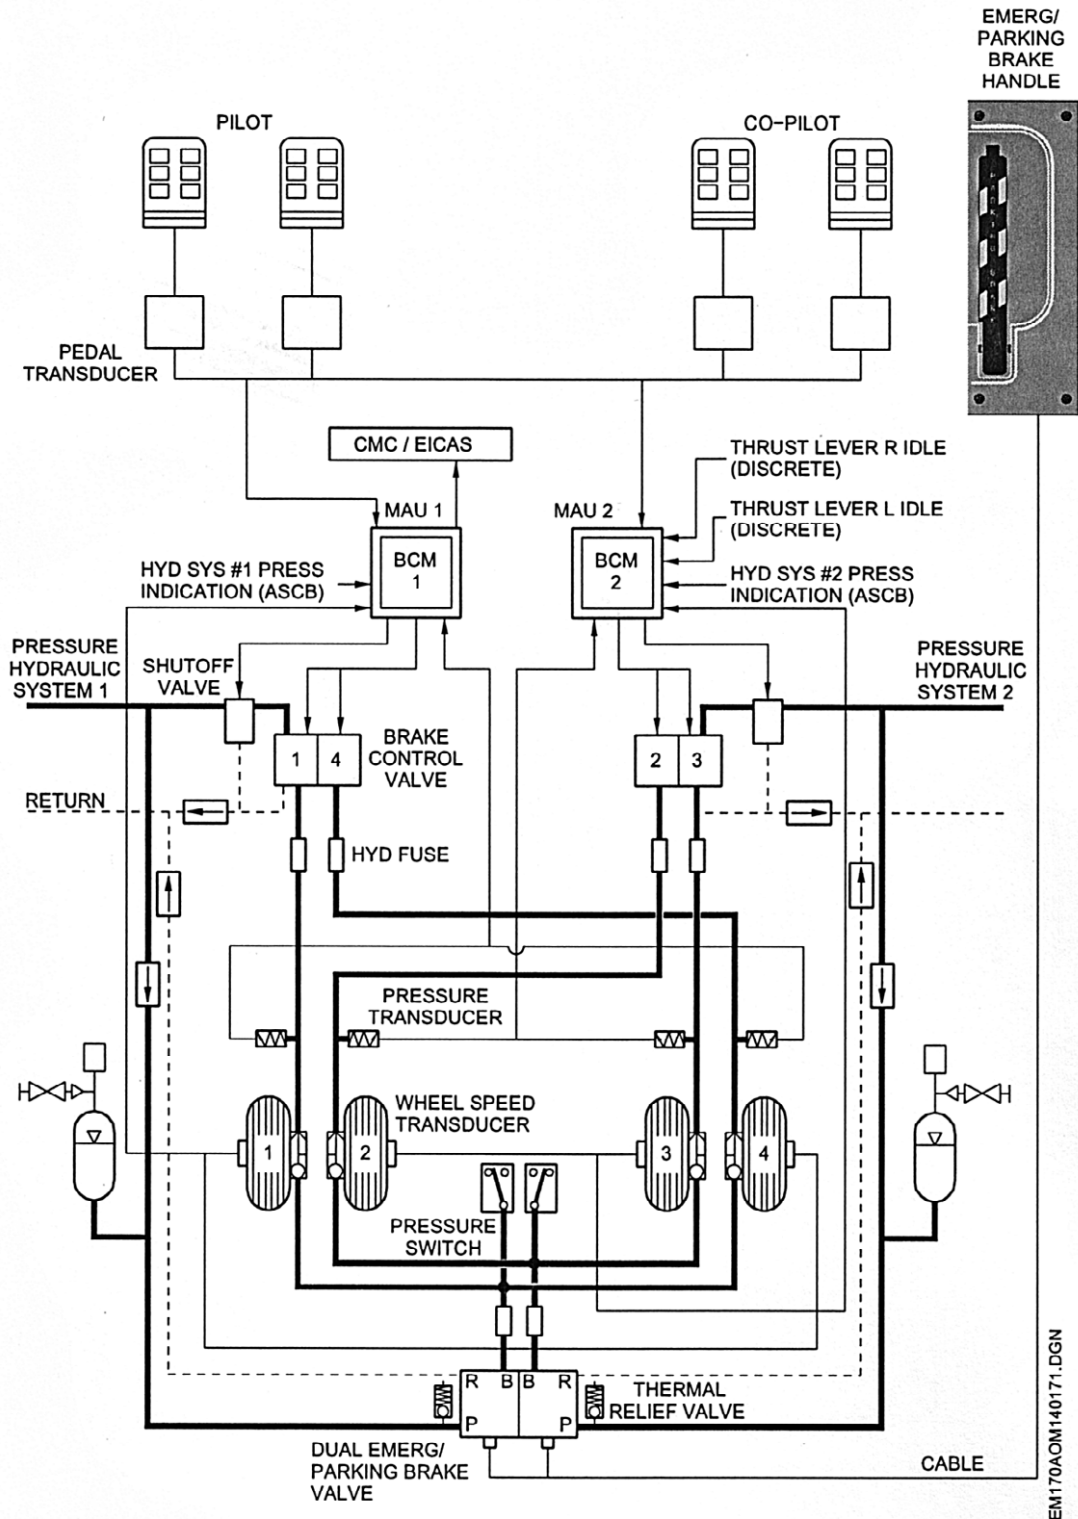 EMERG/
PARKING
BRAKE
HANDLE
PILOT
CO-PILOT
PEDAL
TRANSDUCER
CMC / EICAS
THRUST LEVER R IDLE
(DISCRETE)
MAU 1
MAU 2
THRUST LEVER L IDLE
(DISCRETE)
BCM
1
BCM
2
HYD SYS #1 PRESS
INDICATION (ASCB)
HYD SYS #2 PRESS
INDICATION (ASCB)
PRESSURE
HYDRAULIC
SYSTEM 1
SHUTOFF
VALVE
PRESSURE
HYDRAULIC
SYSTEM 2
1 4
BRAKE
CONTROL
VALVE
2 3
RETURN
HYD FUSE
PRESSURE
TRANSDUCER
WHEEL SPEED
TRANSDUCER
1
2
3
4
PRESSURE
SWITCH
R B B R
P P
THERMAL
RELIEF VALVE
DUAL EMERG/
PARKING BRAKE
VALVE
CABLE
EM170AOM140171.DGN